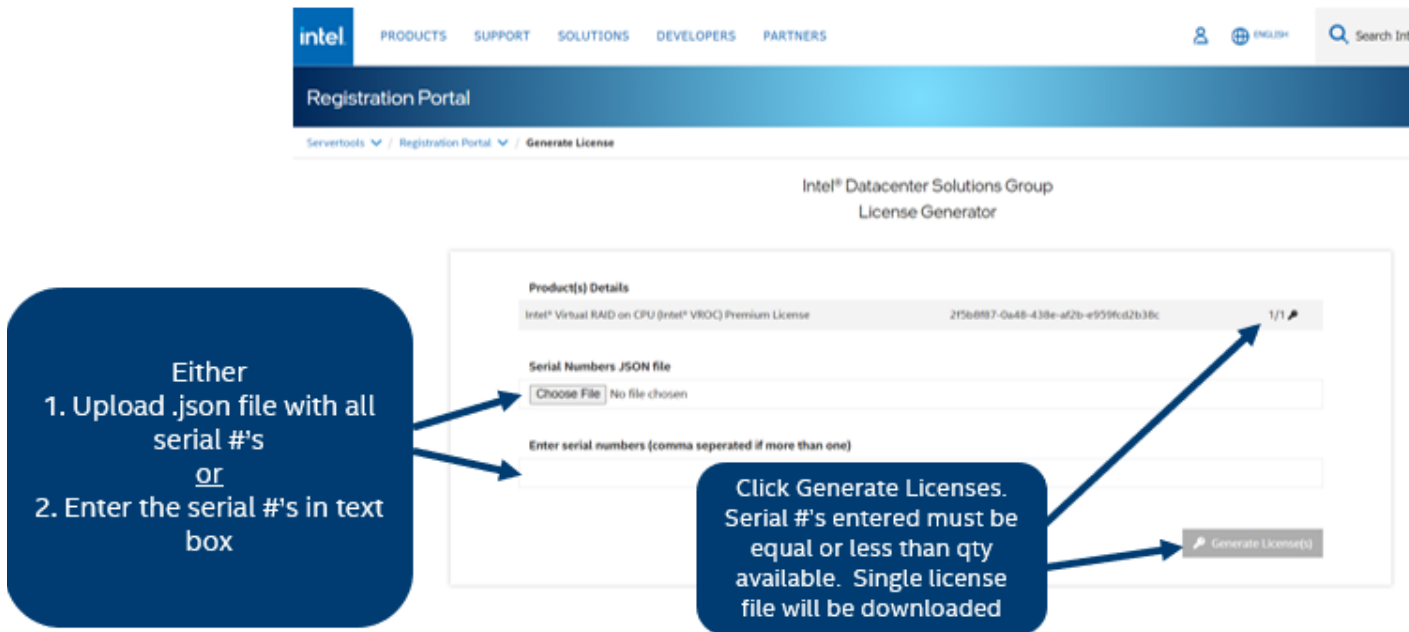 intel
PRODUCTS SUPPORT SOLUTIONS DEVELOPERS PARTNERS ENGLISH Search Int
Registration Portal
Servertools / Registration Portal / Generate License
Intel® Datacenter Solutions Group
License Generator
Product(s) Details
Intel® Virtual RAID on CPU (Intel® VROC) Premium License 2f5b8f87-0a48-438e-af2b-e959fcd2b38c 1/1
Serial Numbers JSON file
Choose File No file chosen
Enter serial numbers (comma seperated if more than one)
Generate License(s)
Either
1. Upload .json file with all
serial #'s
or
2. Enter the serial #'s in text
box
Click Generate Licenses.
Serial #'s entered must be
equal or less than qty
available. Single license
file will be downloaded